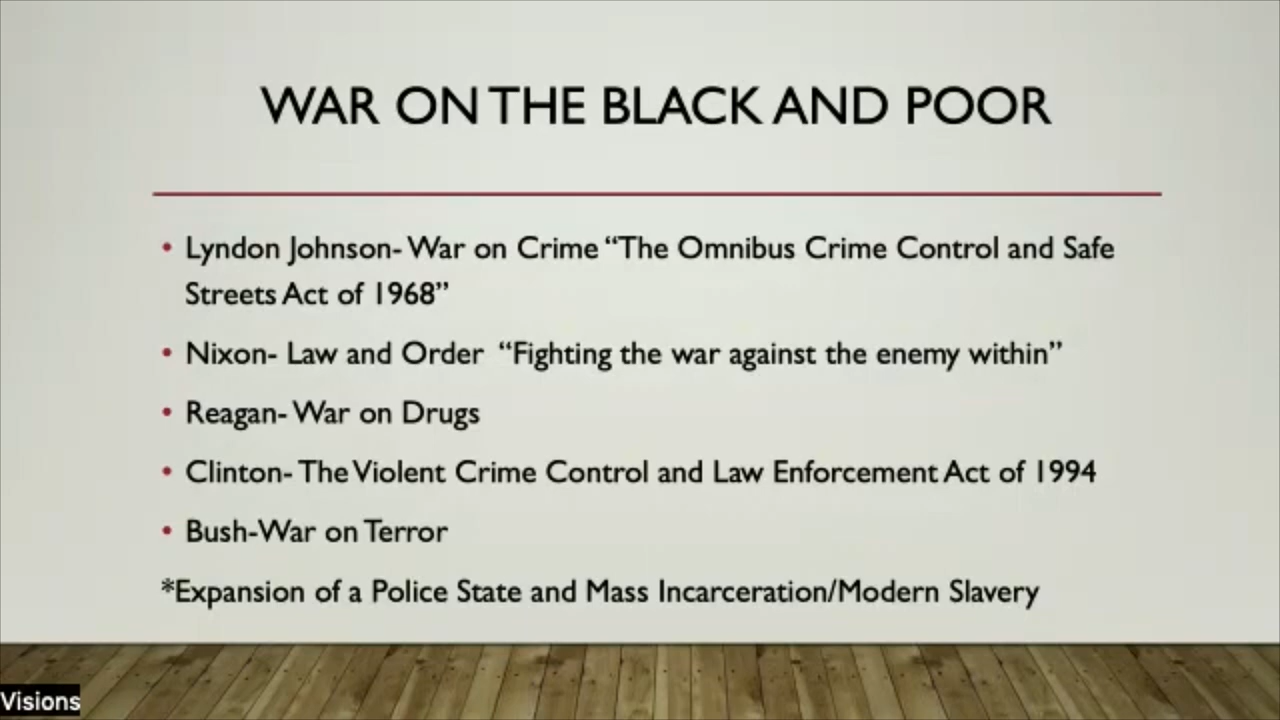 WAR ON THE BLACK AND POOR
• Lyndon Johnson- War on Crime “The Omnibus Crime Control and Safe
Streets Act of 1968”
• Nixon- Law and Order “Fighting the war against the enemy within”
• Reagan- War on Drugs
• Clinton- The Violent Crime Control and Law Enforcement Act of 1994
• Bush-War on Terror
*Expansion of a Police State and Mass Incarceration/Modern Slavery
Visions